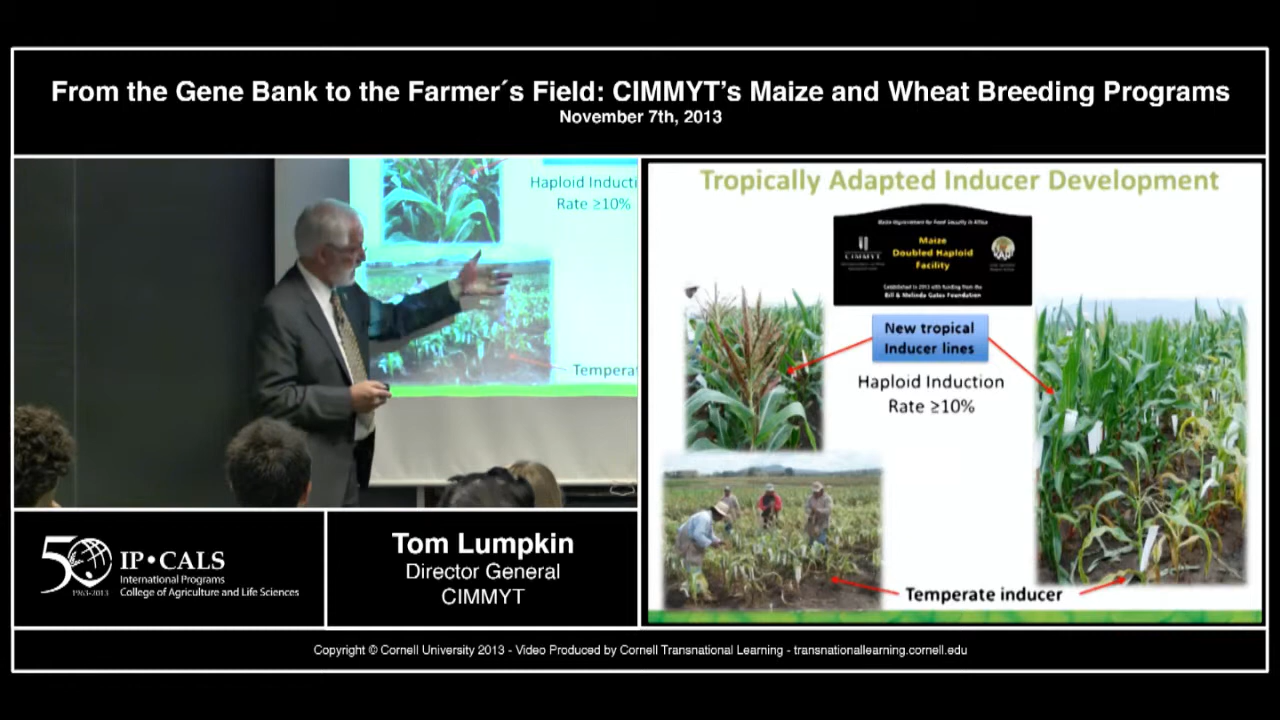 From the Gene Bank to the Farmer´s Field: CIMMYT's Maize and Wheat Breeding Programs
November 7th, 2013
Haploid Inducti
Rate ≥10%
Temperat
Tropically Adapted Inducer Development
Maize Improvement for Food Security in Africa
CIMMYT
Maize
Doubled Haploid
Facility
Established in 2013 with funding from the
Bill & Melinda Gates Foundation
New tropical
Inducer lines
Haploid Induction
Rate ≥10%
Temperate inducer
50
1963-2013
IP•CALS
International Programs
College of Agriculture and Life Sciences
Tom Lumpkin
Director General
CIMMYT
Copyright © Cornell University 2013 - Video Produced by Cornell Transnational Learning - transnationallearning.cornell.edu